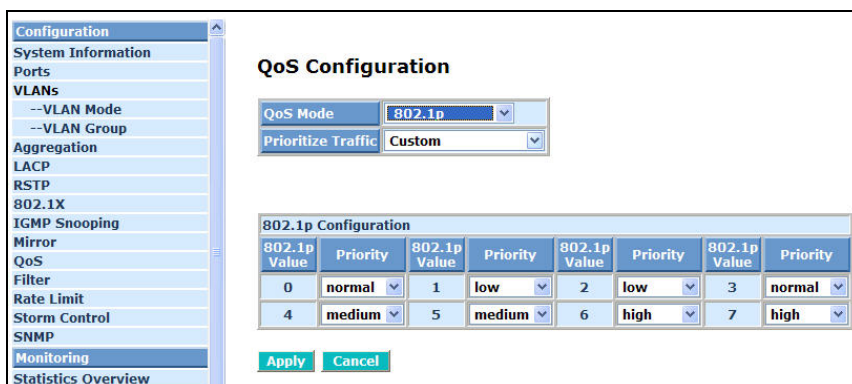 Configuration
System Information
Ports
VLANs
--VLAN Mode
--VLAN Group
Aggregation
LACP
RSTP
802.1X
IGMP Snooping
Mirror
QoS
Filter
Rate Limit
Storm Control
SNMP
Monitoring
Statistics Overview
QoS Configuration
QoS Mode 802.1p
Prioritize Traffic Custom
802.1p Configuration
802.1p Value Priority 802.1p Value Priority 802.1p Value Priority 802.1p Value Priority
0 normal 1 low 2 low 3 normal
4 medium 5 medium 6 high 7 high
Apply Cancel